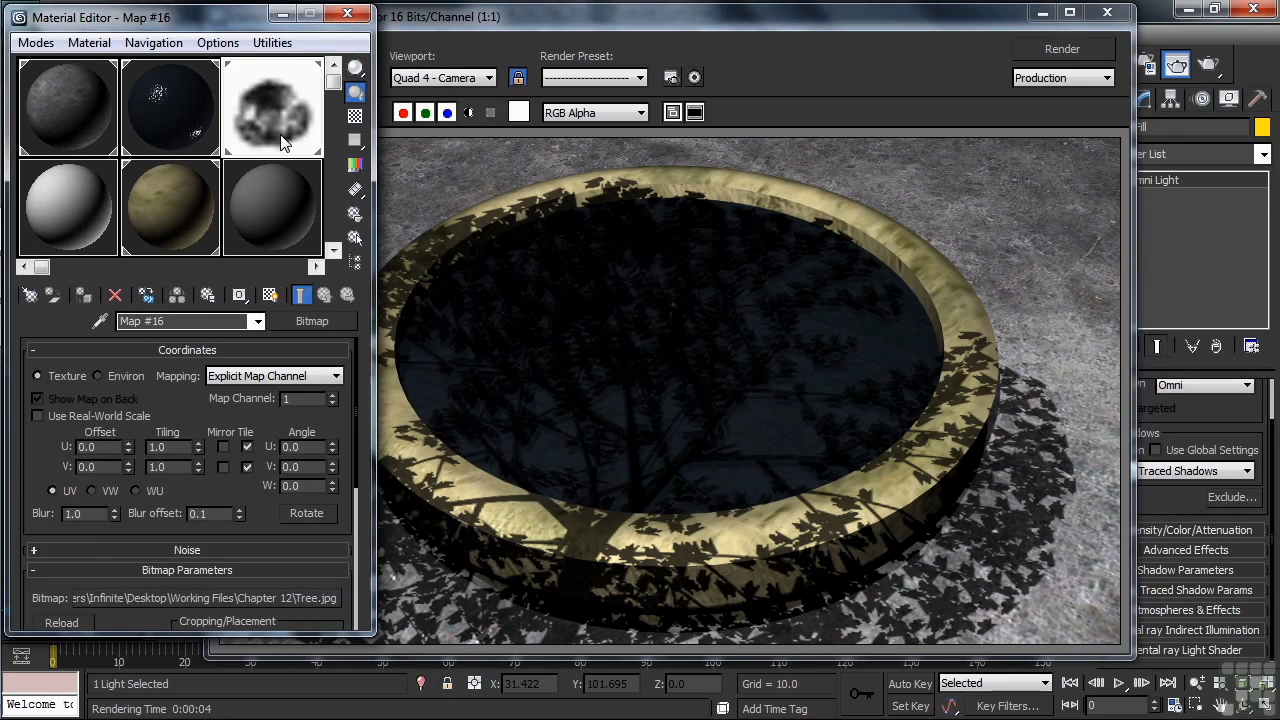 Material Editor - Map #16
or 16 Bits/Channel (1:1)
Modes Material Navigation Options Utilities
Viewport:
Render Preset:
Render
Quad 4 - Camera
Production
RGB Alpha
er List
mni Light
Map #16
Bitmap
- Coordinates
Texture Environ Mapping: Explicit Map Channel
Show Map on Back Map Channel: 1
Use Real-World Scale
Offset Tiling Mirror Tile Angle
U: 0.0 1.0 U: 0.0
V: 0.0 1.0 V: 0.0
W: 0.0
UV VW WU
Blur: 1.0 Blur offset: 0.1 Rotate
+ Noise
- Bitmap Parameters
Bitmap: ers\Infinite\Desktop\Working Files\Chapter 12\Tree.jpg
Reload Cropping/Placement
Omni
argeted
dows
Use Global Settings
Traced Shadows
Exclude...
nsity/Color/Attenuation
Advanced Effects
Shadow Parameters
Traced Shadow Params
tmospheres & Effects
al ray Indirect Illumination
ental ray Light Shader
0 10 20 30 40 50 60 70 80 90 100 110 120 130 140 150
1 Light Selected X: 31.422 Y: 101.695 Z: 0.0 Grid = 10.0 Auto Key Selected
Welcome to Rendering Time 0:00:04 Add Time Tag Set Key Key Filters... 0